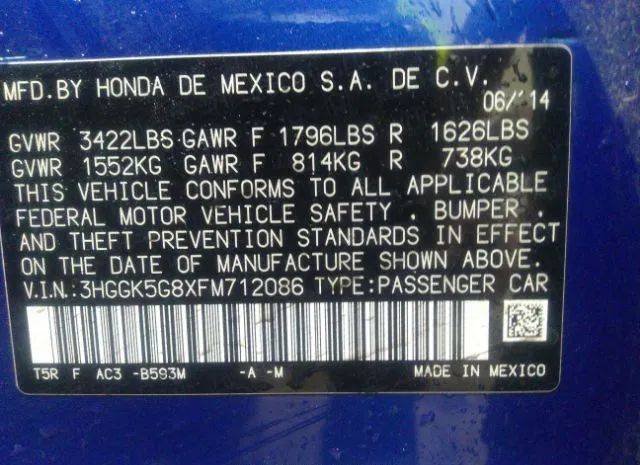 MFD.BY HONDA DE MEXICO S.A. DE C.V.
06/'14
GVWR 3422LBS GAWR F 1796LBS R 1626LBS
GVWR 1552KG GAWR F 814KG R 738KG
THIS VEHICLE CONFORMS TO ALL APPLICABLE
FEDERAL MOTOR VEHICLE SAFETY , BUMPER ,
AND THEFT PREVENTION STANDARDS IN EFFECT
ON THE DATE OF MANUFACTURE SHOWN ABOVE.
V.I.N.:3HGGK5G8XFM712086 TYPE:PASSENGER CAR
T5R F AC3 -B593M -A -M MADE IN MEXICO